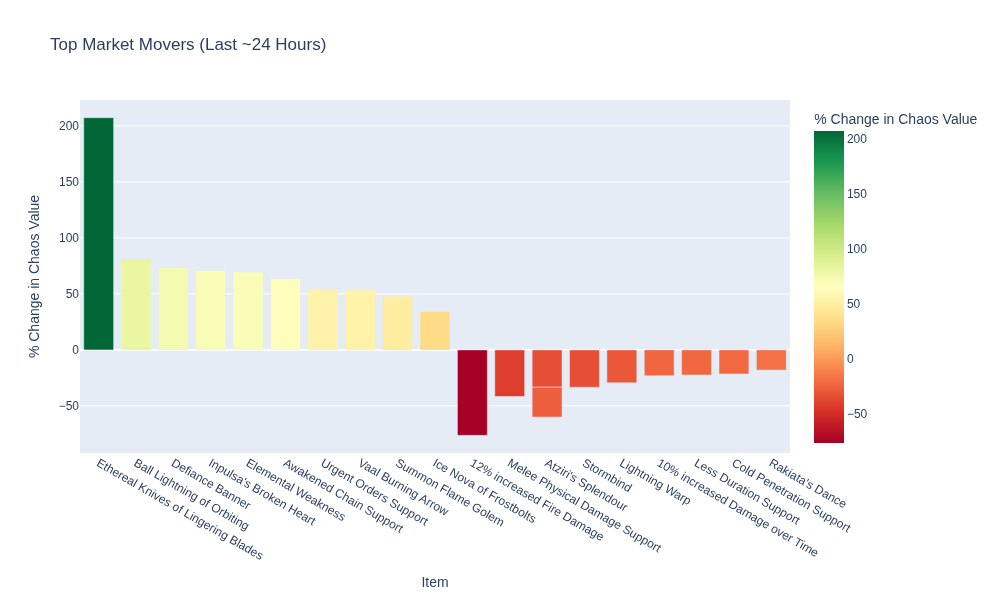 Top Market Movers (Last ~24 Hours)
% Change in Chaos Value
200
150
100
50
0
−50
% Change in Chaos Value
200
150
100
50
0
−50
Ethereal Knives of Lingering Blades
Ball Lightning of Orbiting
Defiance Banner
Inpulsa's Broken Heart
Elemental Weakness
Awakened Chain Support
Urgent Orders Support
Vaal Burning Arrow
Summon Flame Golem
Ice Nova of Frostbolts
12% increased Fire Damage
Melee Physical Damage Support
Atziri's Splendour
Stormbind
Lightning Warp
10% increased Damage over Time
Less Duration Support
Cold Penetration Support
Rakiata's Dance
Item